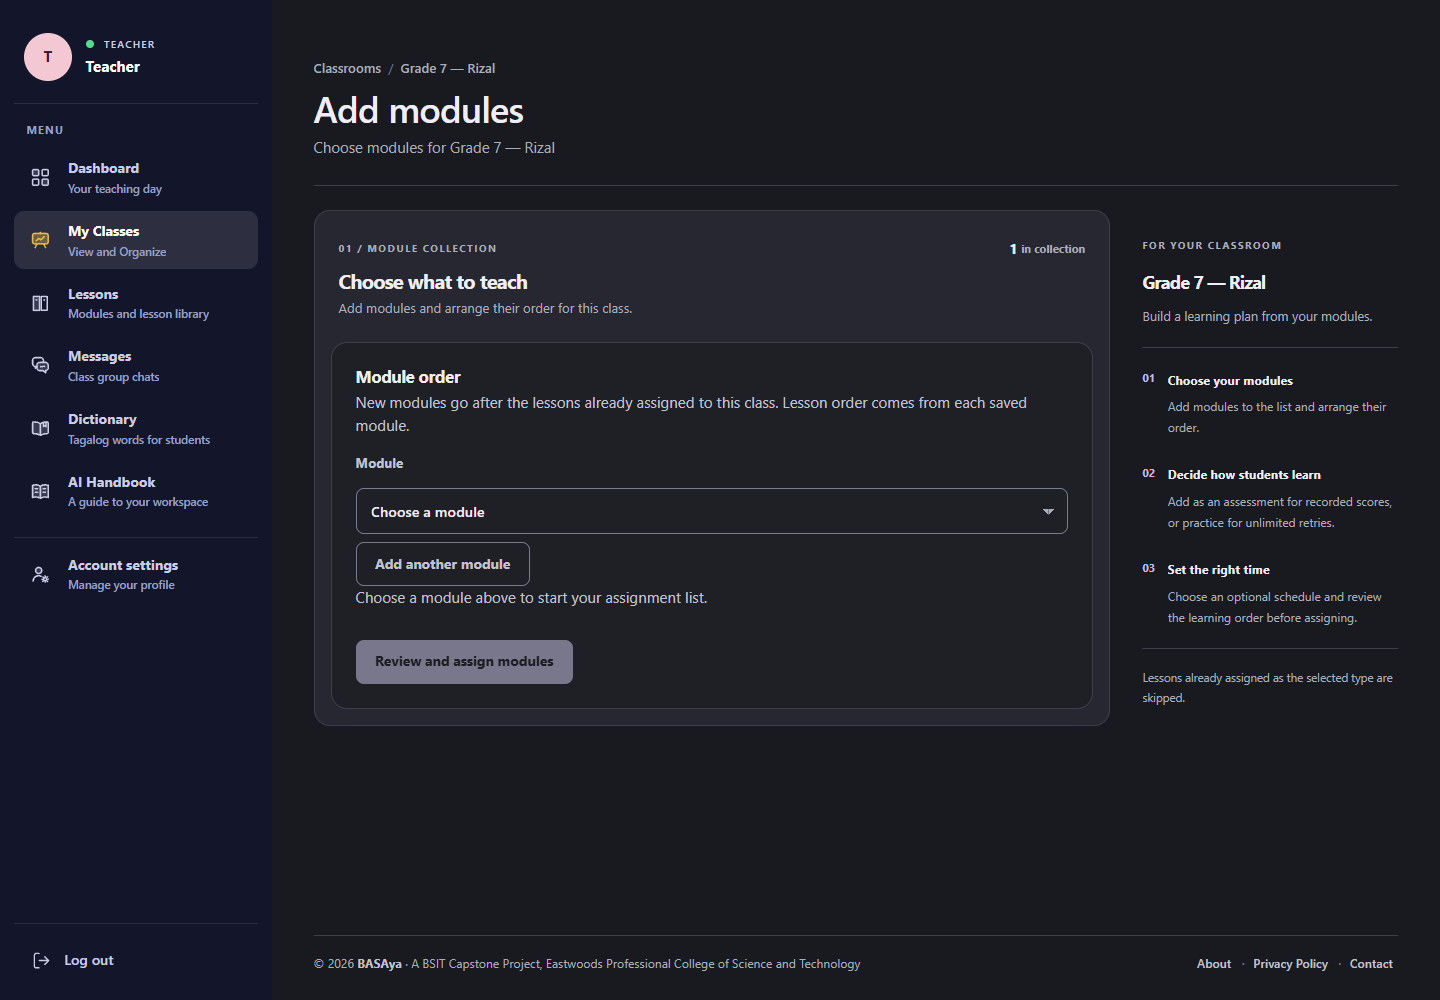 T
TEACHER
Teacher
MENU
Dashboard
Your teaching day
My Classes
View and Organize
Lessons
Modules and lesson library
Messages
Class group chats
Dictionary
Tagalog words for students
AI Handbook
A guide to your workspace
Account settings
Manage your profile
Log out
Classrooms / Grade 7 — Rizal
Add modules
Choose modules for Grade 7 — Rizal
01 / MODULE COLLECTION
1 in collection
Choose what to teach
Add modules and arrange their order for this class.
Module order
New modules go after the lessons already assigned to this class. Lesson order comes from each saved
module.
Module
Choose a module
Add another module
Choose a module above to start your assignment list.
Review and assign modules
FOR YOUR CLASSROOM
Grade 7 — Rizal
Build a learning plan from your modules.
01 Choose your modules
Add modules to the list and arrange their
order.
02 Decide how students learn
Add as an assessment for recorded scores,
or practice for unlimited retries.
03 Set the right time
Choose an optional schedule and review
the learning order before assigning.
Lessons already assigned as the selected type are
skipped.
© 2026 BASAya · A BSIT Capstone Project, Eastwoods Professional College of Science and Technology
About · Privacy Policy · Contact